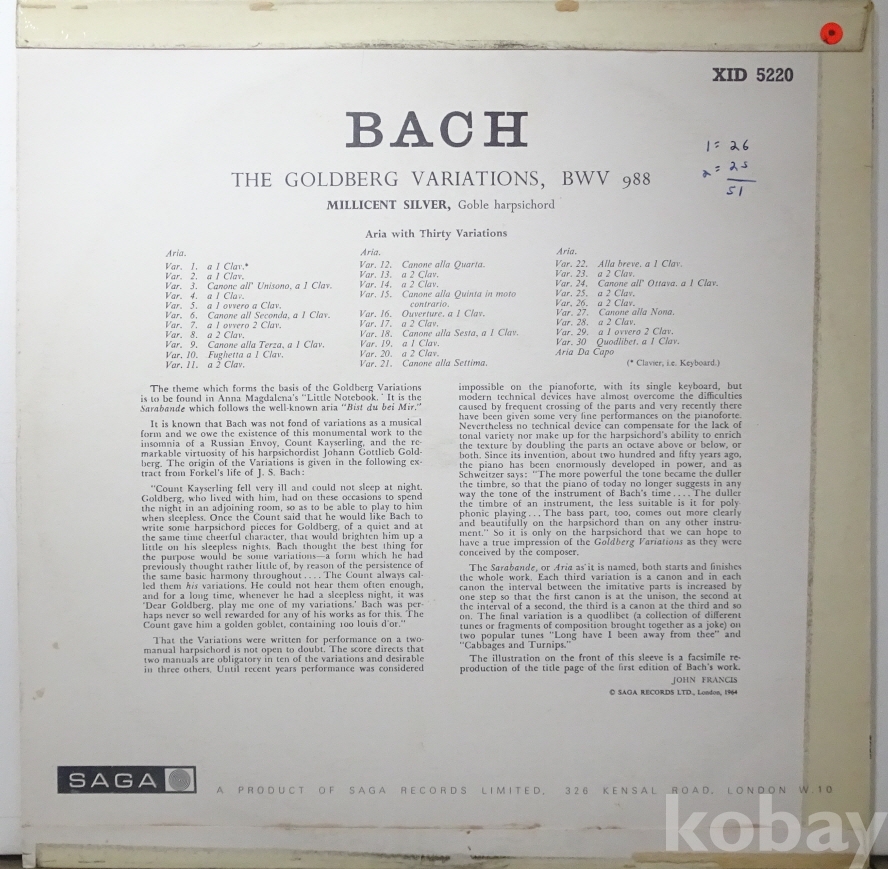 XID 5220
BACH
1 = 26
2 = 25
51
THE GOLDBERG VARIATIONS, BWV 988
MILLICENT SILVER, Goble harpsichord
Aria with Thirty Variations
Aria.
Var. 1. a 1 Clav.*
Var. 2. a 1 Clav.
Var. 3. Canone all' Unisono, a 1 Clav.
Var. 4. a 1 Clav.
Var. 5. a 1 ovvero a Clav.
Var. 6. Canone all Seconda, a 1 Clav.
Var. 7. a 1 ovvero 2 Clav.
Var. 8. a 2 Clav.
Var. 9. Canone alla Terza, a 1 Clav.
Var. 10. Fughetta a 1 Clav.
Var. 11. a 2 Clav.
Aria.
Var. 12. Canone alla Quarta.
Var. 13. a 2 Clav.
Var. 14. a 2 Clav.
Var. 15. Canone alla Quinta in moto
contrario.
Var. 16. Ouverture. a 1 Clav.
Var. 17. a 2 Clav.
Var. 18. Canone alla Sesta, a 1 Clav.
Var. 19. a 1 Clav.
Var. 20. a 2 Clav.
Var. 21. Canone alla Settima.
Aria.
Var. 22. Alla breve. a 1 Clav.
Var. 23. a 2 Clav.
Var. 24. Canone all' Ottava. a 1 Clav.
Var. 25. a 2 Clav.
Var. 26. a 2 Clav.
Var. 27. Canone alla Nona.
Var. 28. a 2 Clav.
Var. 29. a 1 ovvero 2 Clav.
Var. 30 Quodlibet. a 1 Clav.
Aria Da Capo
(* Clavier, i.e. Keyboard.)
The theme which forms the basis of the Goldberg Variations
is to be found in Anna Magdalena's "Little Notebook.' It is the
Sarabande which follows the well-known aria "Bist du bei Mir."
It is known that Bach was not fond of variations as a musical
form and we owe the existence of this monumental work to the
insomnia of a Russian Envoy, Count Kayserling, and the re-
markable virtuosity of his harpsichordist Johann Gottlieb Gold-
berg. The origin of the Variations is given in the following ex-
tract from Forkel's life of J. S. Bach:
"Count Kayserling fell very ill and could not sleep at night.
Goldberg, who lived with him, had on these occasions to spend
the night in an adjoining room, so as to be able to play to him
when sleepless. Once the Count said that he would like Bach to
write some harpsichord pieces for Goldberg, of a quiet and at
the same time cheerful character, that would brighten him up a
little on his sleepless nights. Bach thought the best thing for
the purpose would be some variations—a form which he had
previously thought rather little of, by reason of the persistence of
the same basic harmony throughout.... The Count always cal-
led them his variations. He could not hear them often enough,
and for a long time, whenever he had a sleepless night, it was
'Dear Goldberg, play me one of my variations.' Bach was per-
haps never so well rewarded for any of his works as for this. The
Count gave him a golden goblet, containing 100 louis d'or."
That the Variations were written for performance on a two-
manual harpsichord is not open to doubt. The score directs that
two manuals are obligatory in ten of the variations and desirable
in three others. Until recent years performance was considered
impossible on the pianoforte, with its single keyboard, but
modern technical devices have almost overcome the difficulties
caused by frequent crossing of the parts and very recently there
have been given some very fine performances on the pianoforte.
Nevertheless no technical device can compensate for the lack of
tonal variety nor make up for the harpsichord's ability to enrich
the texture by doubling the parts an octave above or below, or
both. Since its invention, about two hundred and fifty years ago,
the piano has been enormously developed in power, and as
Schweitzer says: "The more powerful the tone became the duller
the timbre, so that the piano of today no longer suggests in any
way the tone of the instrument of Bach's time.... The duller
the timbre of an instrument, the less suitable is it for poly-
phonic playing... The bass part, too, comes out more clearly
and beautifully on the harpsichord than on any other instru-
ment." So it is only on the harpsichord that we can hope to
have a true impression of the Goldberg Variations as they were
conceived by the composer.
The Sarabande, or Aria as it is named, both starts and finishes
the whole work. Each third variation is a canon and in each
canon the interval between the imitative parts is increased by
one step so that the first canon is at the unison, the second at
the interval of a second, the third is a canon at the third and so
on. The final variation is a quodlibet (a collection of different
tunes or fragments of composition brought together as a joke) on
two popular tunes "Long have I been away from thee" and
"Cabbages and Turnips."
The illustration on the front of this sleeve is a facsimile re-
production of the title page of the first edition of Bach's work.
JOHN FRANCIS
© SAGA RECORDS LTD., London, 1964
SAGA
A PRODUCT OF SAGA RECORDS LIMITED, 326 KENSAL ROAD, LONDON W.10
kobay